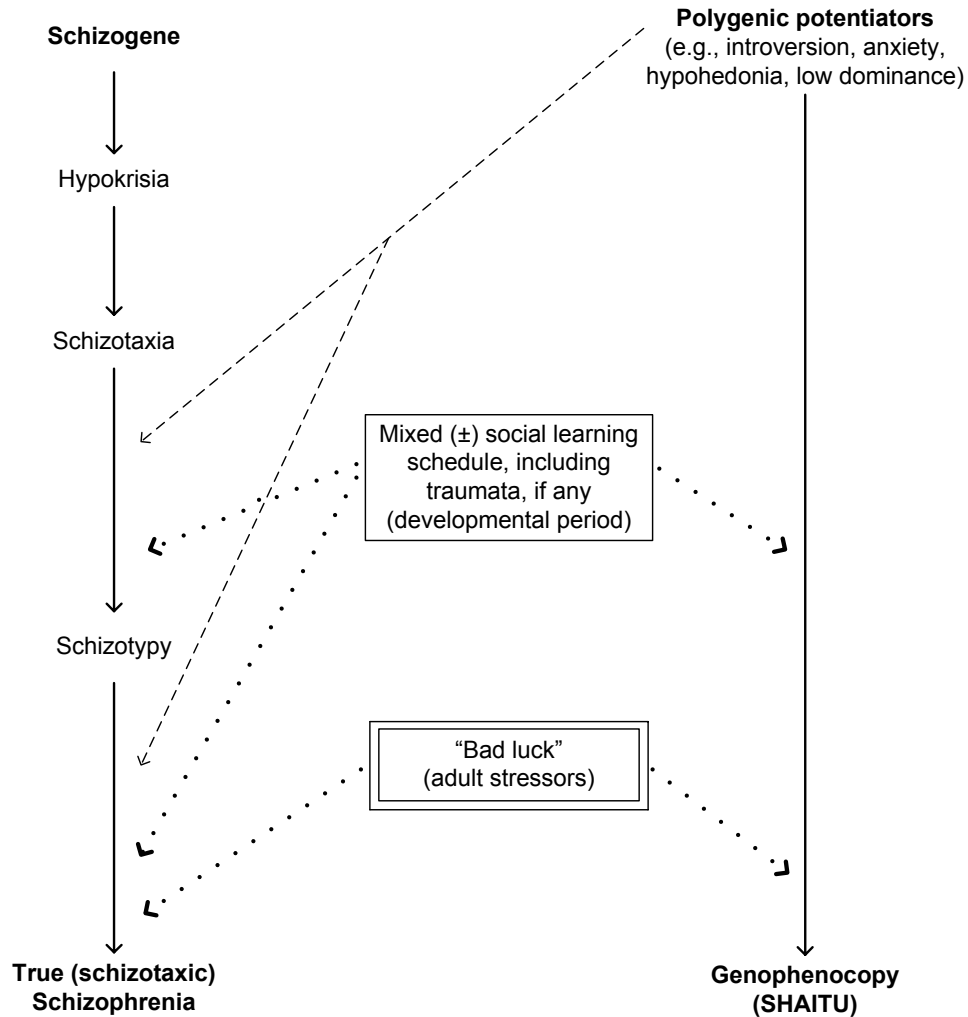 Schizogene
Polygenic potentiators
(e.g., introversion, anxiety,
hypohedonia, low dominance)
Hypokrisia
Schizotaxia
Mixed (±) social learning
schedule, including
traumata, if any
(developmental period)
Schizotypy
“Bad luck”
(adult stressors)
True (schizotaxic)
Schizophrenia
Genophenocopy
(SHAITU)